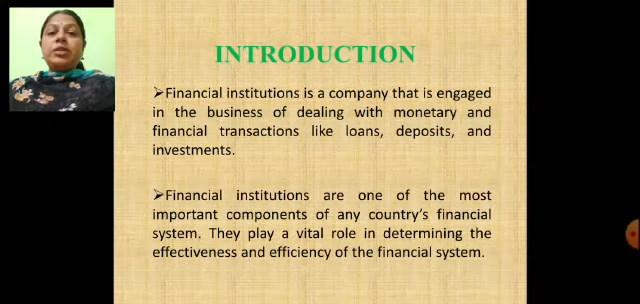 INTRODUCTION
➢Financial institutions is a company that is engaged
in the business of dealing with monetary and
financial transactions like loans, deposits, and
investments.
➢Financial institutions are one of the most
important components of any country's financial
system. They play a vital role in determining the
effectiveness and efficiency of the financial system.